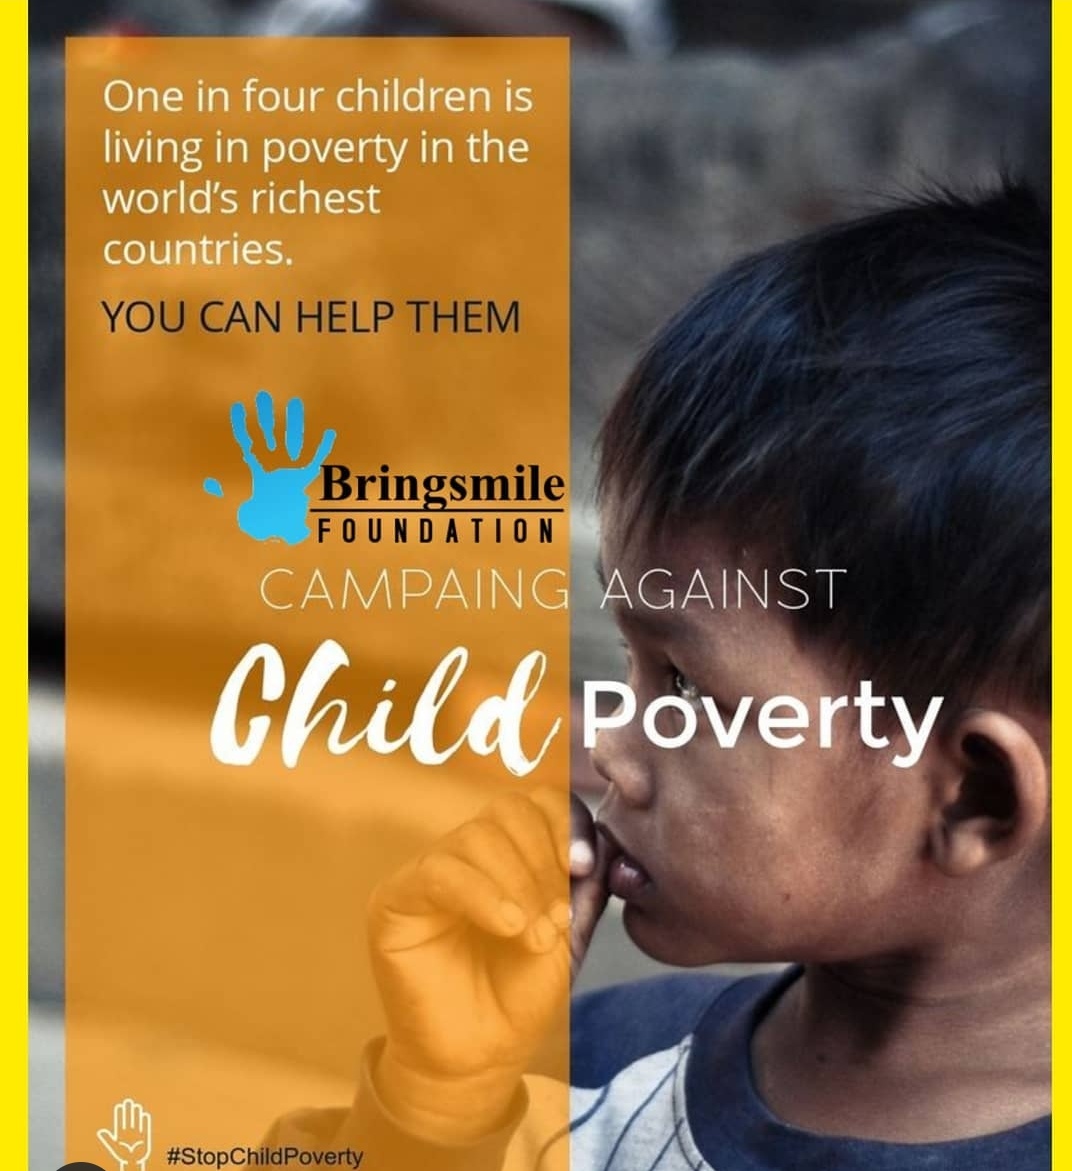 One in four children is
living in poverty in the
world's richest
countries.
YOU CAN HELP THEM
Bringsmile
FOUNDATION
CAMPAING AGAINST
Child Poverty
#StopChildPoverty